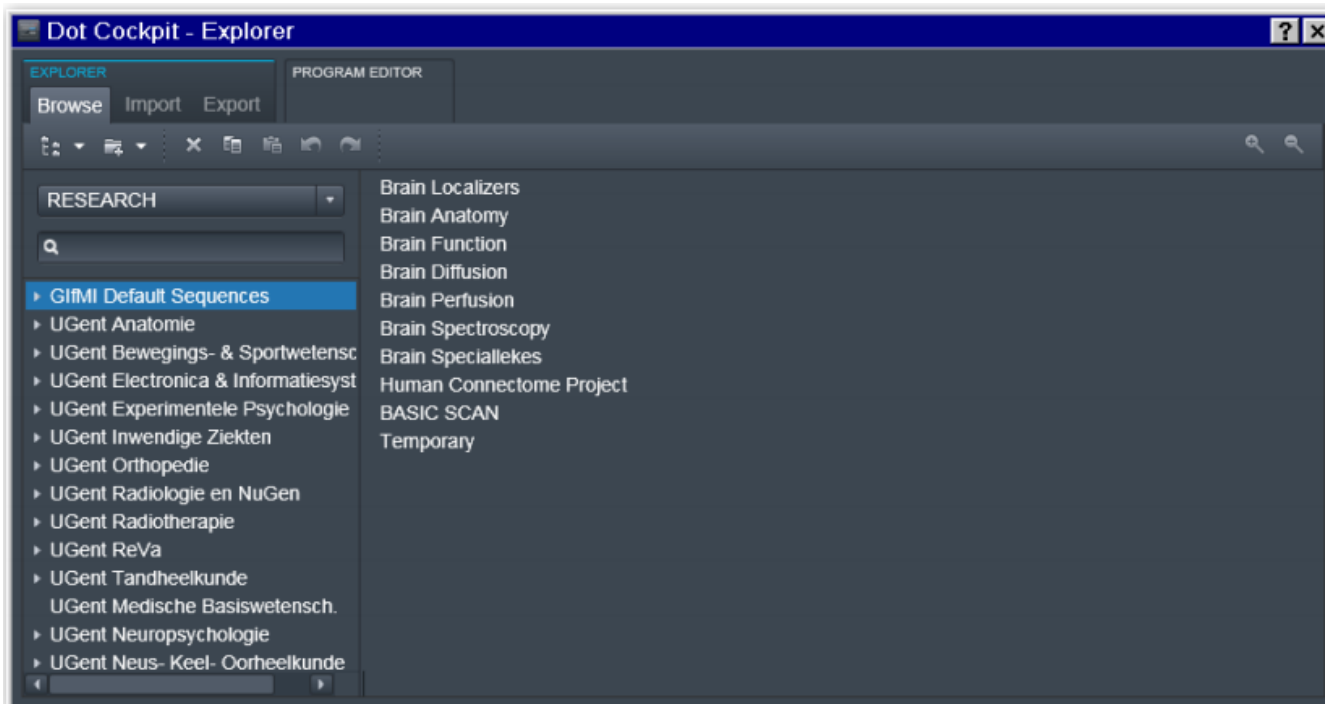 Dot Cockpit - Explorer
EXPLORER
PROGRAM EDITOR
Browse Import Export
RESEARCH
GIfMI Default Sequences
UGent Anatomie
UGent Bewegings- & Sportwetensc
UGent Electronica & Informatiesyst
UGent Experimentele Psychologie
UGent Inwendige Ziekten
UGent Orthopedie
UGent Radiologie en NuGen
UGent Radiotherapie
UGent ReVa
UGent Tandheelkunde
UGent Medische Basiswetensch.
UGent Neuropsychologie
UGent Neus- Keel- Oorheelkunde
Brain Localizers
Brain Anatomy
Brain Function
Brain Diffusion
Brain Perfusion
Brain Spectroscopy
Brain Speciallekes
Human Connectome Project
BASIC SCAN
Temporary